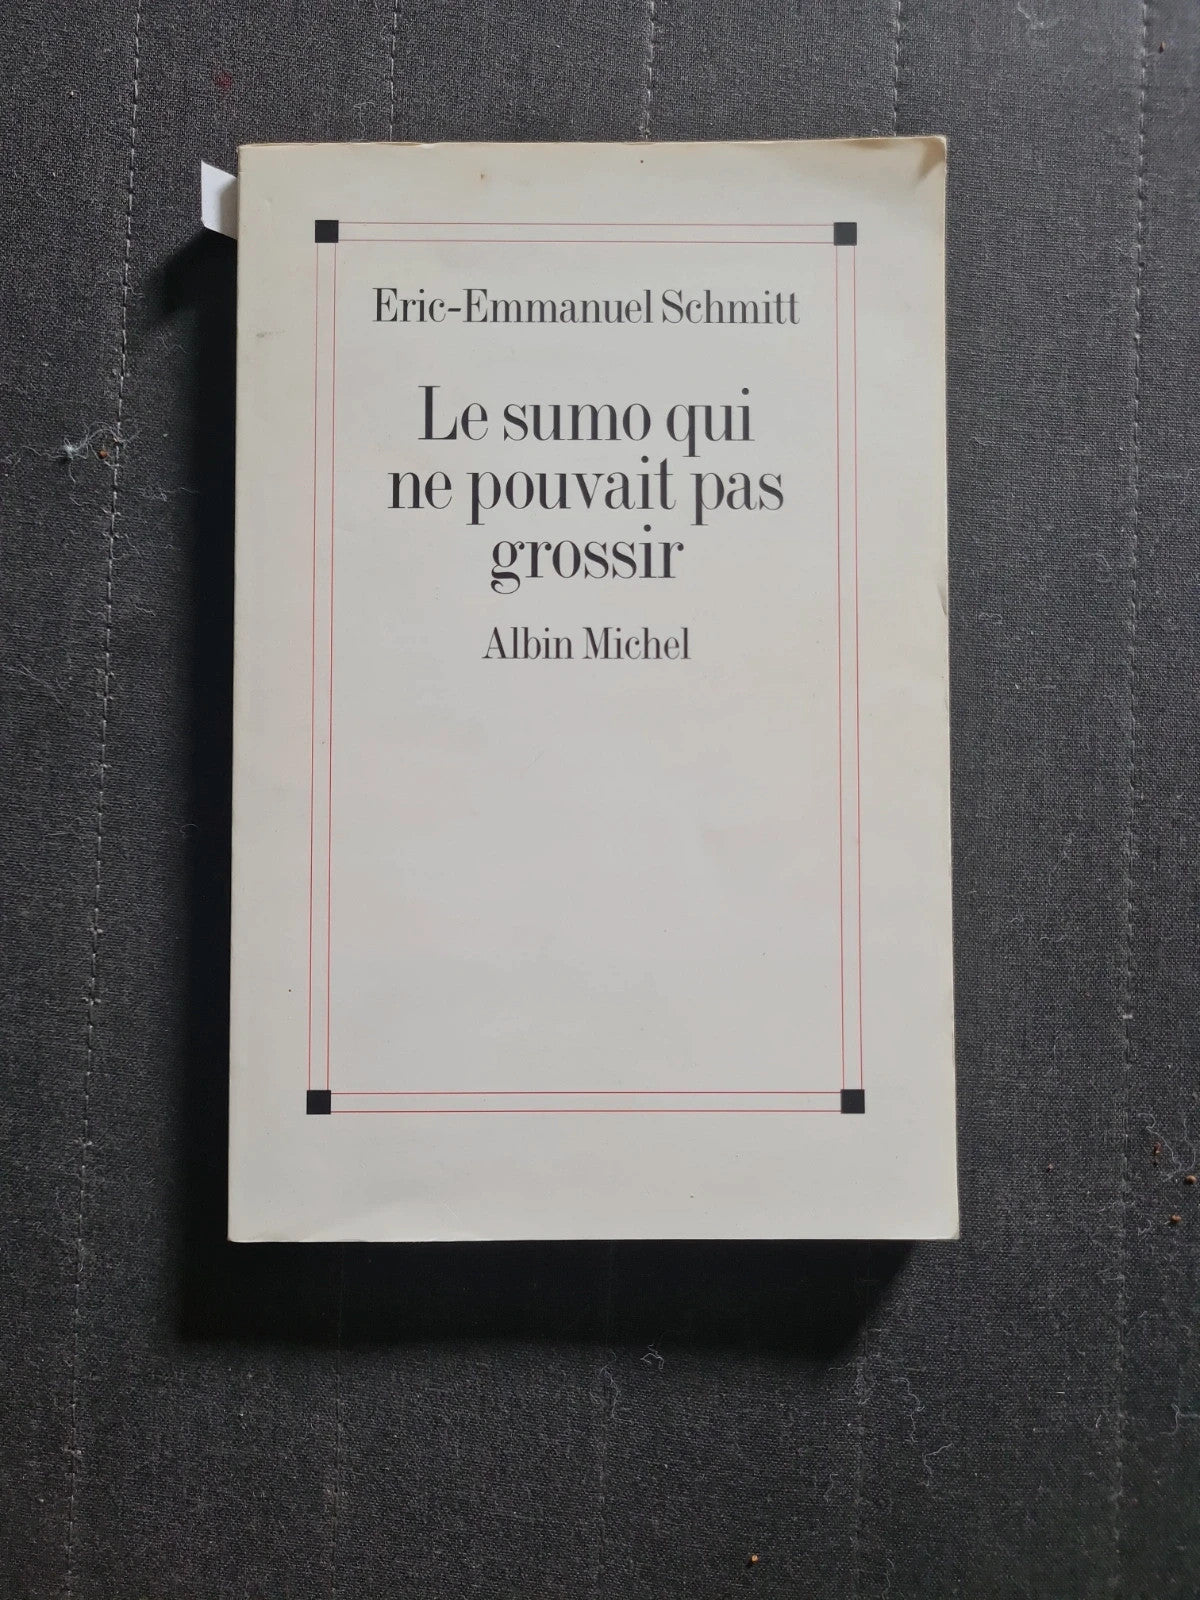 Eric-Emmanuel Schmitt
Le sumo qui
ne pouvait pas
grossir
Albin Michel